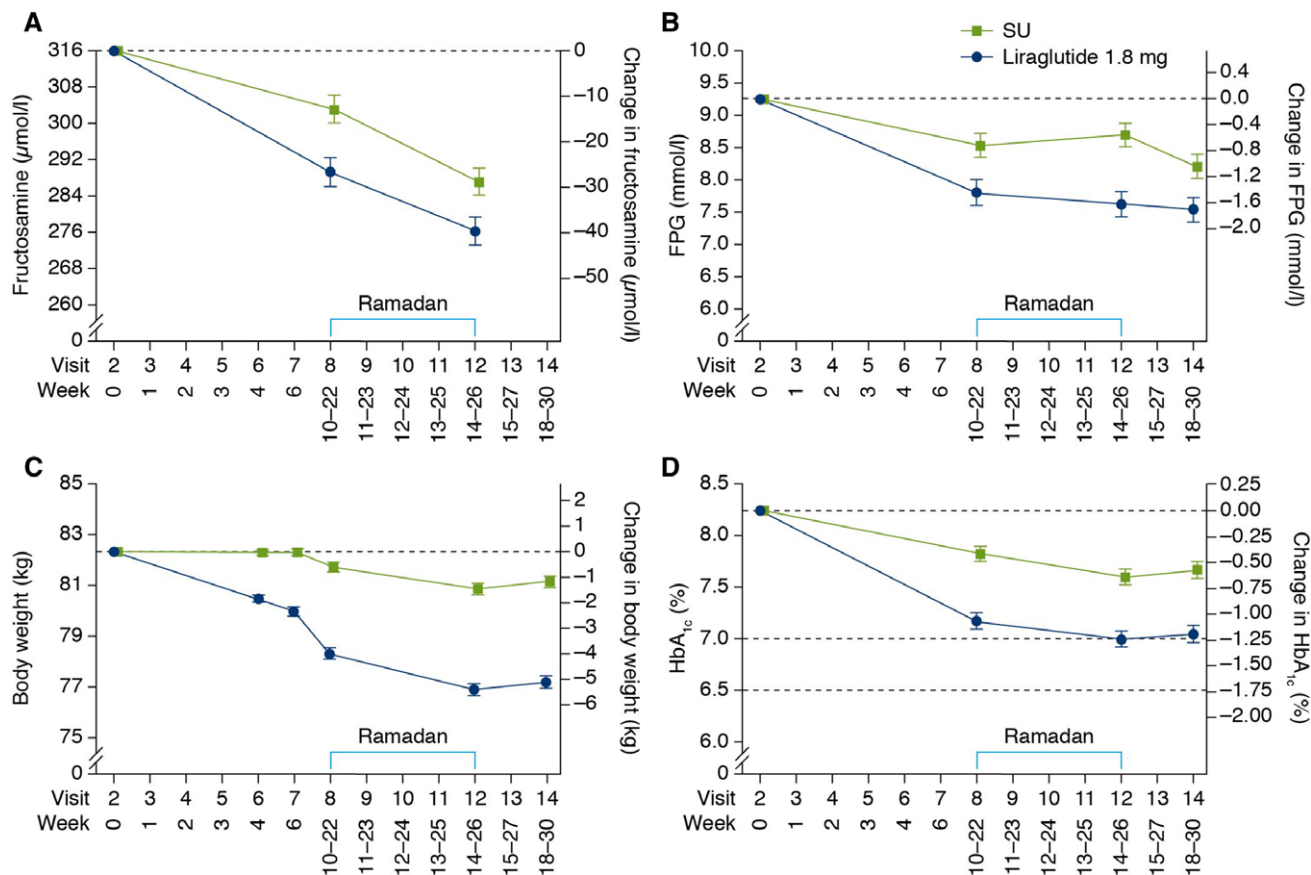 A
Fructosamine (µmol/l)
316
308
300
292
284
276
268
260
0
0
−10
−20
−30
−40
−50
Change in fructosamine (µmol/l)
Ramadan
Visit 2 3 4 5 6 7 8 9 10 11 12 13 14
Week 0 1 2 3 4 6 10–22 11–23 12–24 13–25 14–26 15–27 18–30
B
SU
Liraglutide 1.8 mg
FPG (mmol/l)
10.0
9.5
9.0
8.5
8.0
7.5
7.0
6.5
6.0
0
0.4
0.0
−0.4
−0.8
−1.2
−1.6
−2.0
Change in FPG (mmol/l)
Ramadan
Visit 2 3 4 5 6 7 8 9 10 11 12 13 14
Week 0 1 2 3 4 6 10–22 11–23 12–24 13–25 14–26 15–27 18–30
C
Body weight (kg)
85
83
81
79
77
75
0
2
1
0
−1
−2
−3
−4
−5
−6
Change in body weight (kg)
Ramadan
Visit 2 3 4 5 6 7 8 9 10 11 12 13 14
Week 0 1 2 3 4 6 10–22 11–23 12–24 13–25 14–26 15–27 18–30
D
HbA1c (%)
8.5
8.0
7.5
7.0
6.5
6.0
0
0.25
0.00
−0.25
−0.50
−0.75
−1.00
−1.25
−1.50
−1.75
−2.00
Change in HbA1c (%)
Ramadan
Visit 2 3 4 5 6 7 8 9 10 11 12 13 14
Week 0 1 2 3 4 6 10–22 11–23 12–24 13–25 14–26 15–27 18–30